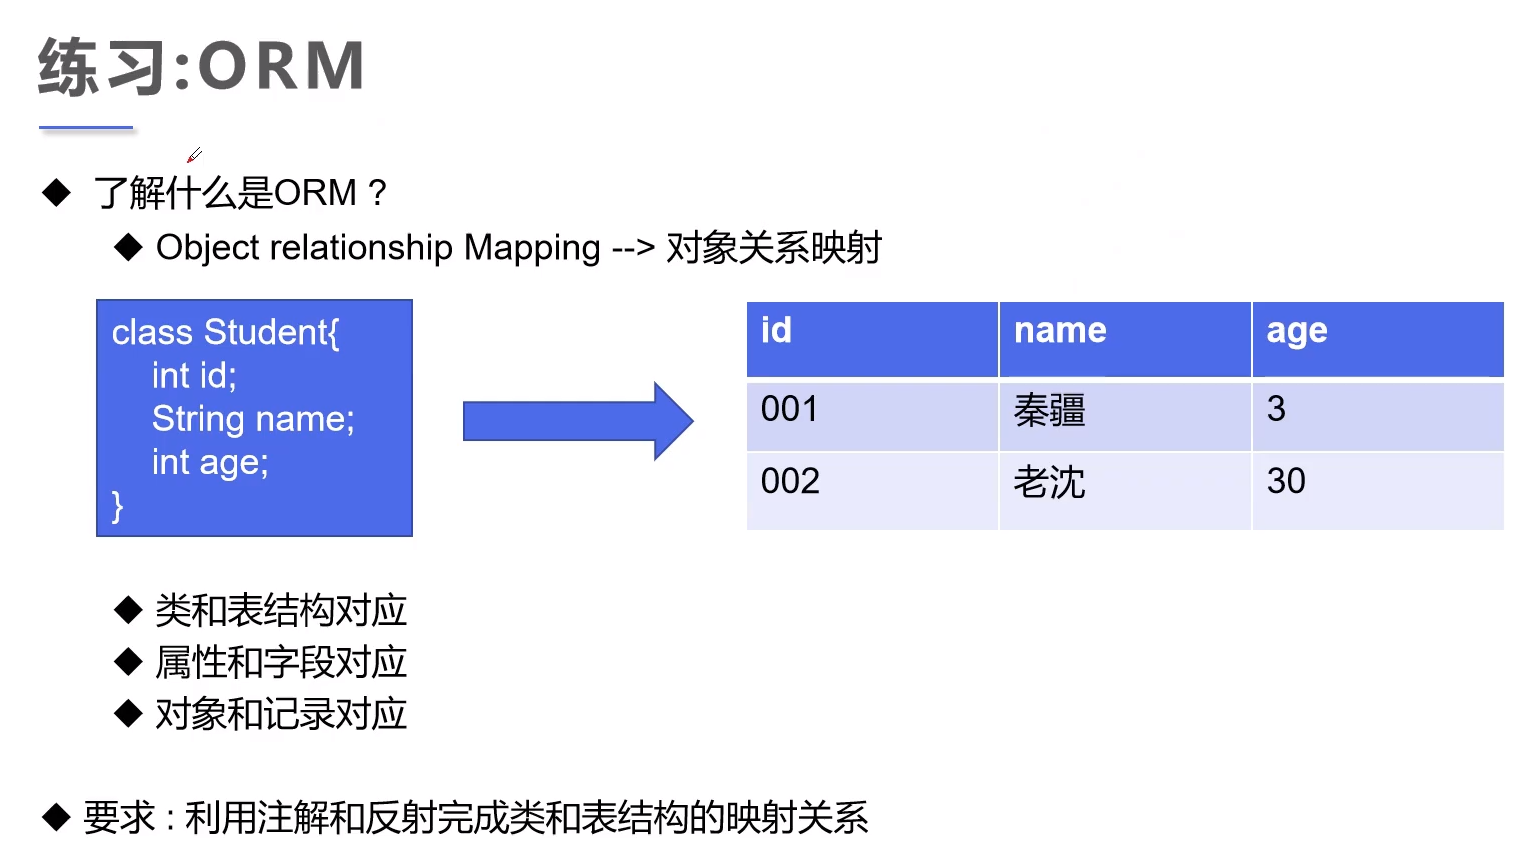 练习:ORM
了解什么是ORM？
Object relationship Mapping --> 对象关系映射
class Student{
int id;
String name;
int age;
}
id name age
001 秦疆 3
002 老沈 30
类和表结构对应
属性和字段对应
对象和记录对应
要求 : 利用注解和反射完成类和表结构的映射关系